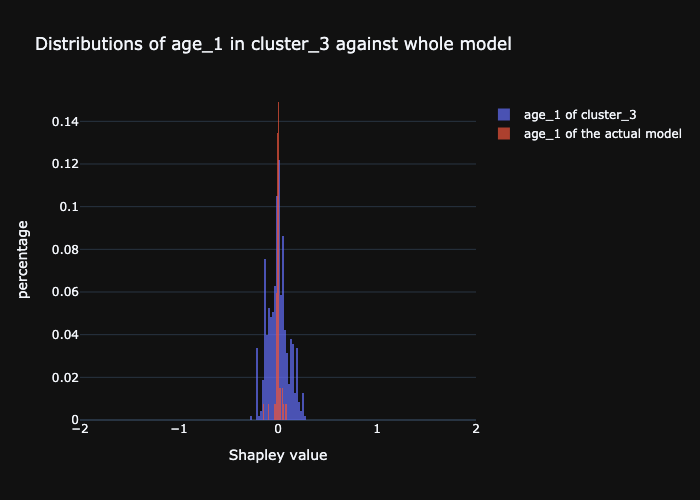 Distributions of age_1 in cluster_3 against whole model
age_1 of cluster_3
age_1 of the actual model
percentage
0.14
0.12
0.1
0.08
0.06
0.04
0.02
0
−2
−1
0
1
2
Shapley value